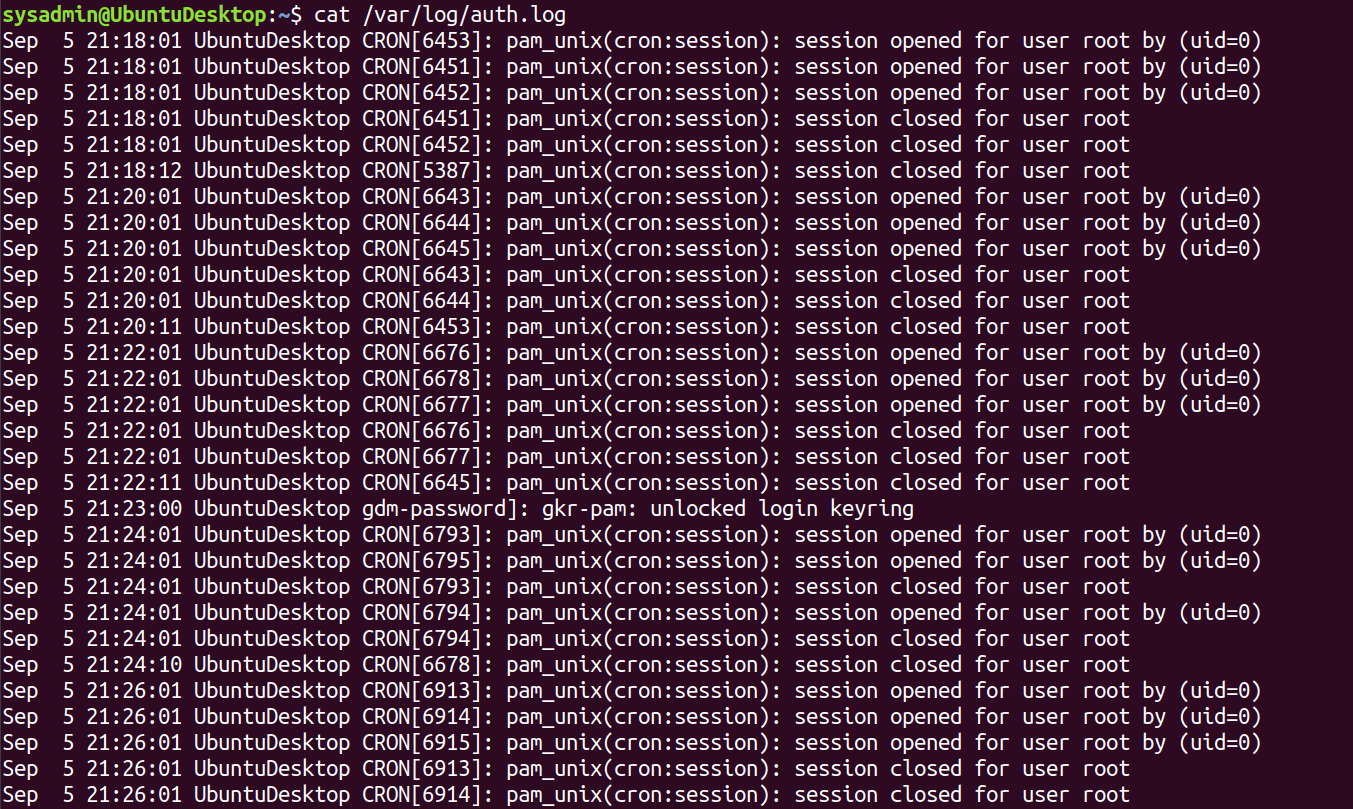 sysadmin@UbuntuDesktop:~$ cat /var/log/auth.log
Sep  5 21:18:01 UbuntuDesktop CRON[6453]: pam_unix(cron:session): session opened for user root by (uid=0)
Sep  5 21:18:01 UbuntuDesktop CRON[6451]: pam_unix(cron:session): session opened for user root by (uid=0)
Sep  5 21:18:01 UbuntuDesktop CRON[6452]: pam_unix(cron:session): session opened for user root by (uid=0)
Sep  5 21:18:01 UbuntuDesktop CRON[6451]: pam_unix(cron:session): session closed for user root
Sep  5 21:18:01 UbuntuDesktop CRON[6452]: pam_unix(cron:session): session closed for user root
Sep  5 21:18:12 UbuntuDesktop CRON[5387]: pam_unix(cron:session): session closed for user root
Sep  5 21:20:01 UbuntuDesktop CRON[6643]: pam_unix(cron:session): session opened for user root by (uid=0)
Sep  5 21:20:01 UbuntuDesktop CRON[6644]: pam_unix(cron:session): session opened for user root by (uid=0)
Sep  5 21:20:01 UbuntuDesktop CRON[6645]: pam_unix(cron:session): session opened for user root by (uid=0)
Sep  5 21:20:01 UbuntuDesktop CRON[6643]: pam_unix(cron:session): session closed for user root
Sep  5 21:20:01 UbuntuDesktop CRON[6644]: pam_unix(cron:session): session closed for user root
Sep  5 21:20:11 UbuntuDesktop CRON[6453]: pam_unix(cron:session): session closed for user root
Sep  5 21:22:01 UbuntuDesktop CRON[6676]: pam_unix(cron:session): session opened for user root by (uid=0)
Sep  5 21:22:01 UbuntuDesktop CRON[6678]: pam_unix(cron:session): session opened for user root by (uid=0)
Sep  5 21:22:01 UbuntuDesktop CRON[6677]: pam_unix(cron:session): session opened for user root by (uid=0)
Sep  5 21:22:01 UbuntuDesktop CRON[6676]: pam_unix(cron:session): session closed for user root
Sep  5 21:22:01 UbuntuDesktop CRON[6677]: pam_unix(cron:session): session closed for user root
Sep  5 21:22:11 UbuntuDesktop CRON[6645]: pam_unix(cron:session): session closed for user root
Sep  5 21:23:00 UbuntuDesktop gdm-password]: gkr-pam: unlocked login keyring
Sep  5 21:24:01 UbuntuDesktop CRON[6793]: pam_unix(cron:session): session opened for user root by (uid=0)
Sep  5 21:24:01 UbuntuDesktop CRON[6795]: pam_unix(cron:session): session opened for user root by (uid=0)
Sep  5 21:24:01 UbuntuDesktop CRON[6793]: pam_unix(cron:session): session closed for user root
Sep  5 21:24:01 UbuntuDesktop CRON[6794]: pam_unix(cron:session): session opened for user root by (uid=0)
Sep  5 21:24:01 UbuntuDesktop CRON[6794]: pam_unix(cron:session): session closed for user root
Sep  5 21:24:10 UbuntuDesktop CRON[6678]: pam_unix(cron:session): session closed for user root
Sep  5 21:26:01 UbuntuDesktop CRON[6913]: pam_unix(cron:session): session opened for user root by (uid=0)
Sep  5 21:26:01 UbuntuDesktop CRON[6914]: pam_unix(cron:session): session opened for user root by (uid=0)
Sep  5 21:26:01 UbuntuDesktop CRON[6915]: pam_unix(cron:session): session opened for user root by (uid=0)
Sep  5 21:26:01 UbuntuDesktop CRON[6913]: pam_unix(cron:session): session closed for user root
Sep  5 21:26:01 UbuntuDesktop CRON[6914]: pam_unix(cron:session): session closed for user root